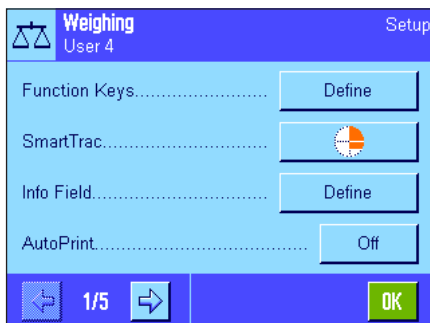 Weighing
Setup
User 4
Function Keys........................ Define
SmartTrac.............................
Info Field.............................. Define
AutoPrint..................................... Off
1/5
OK